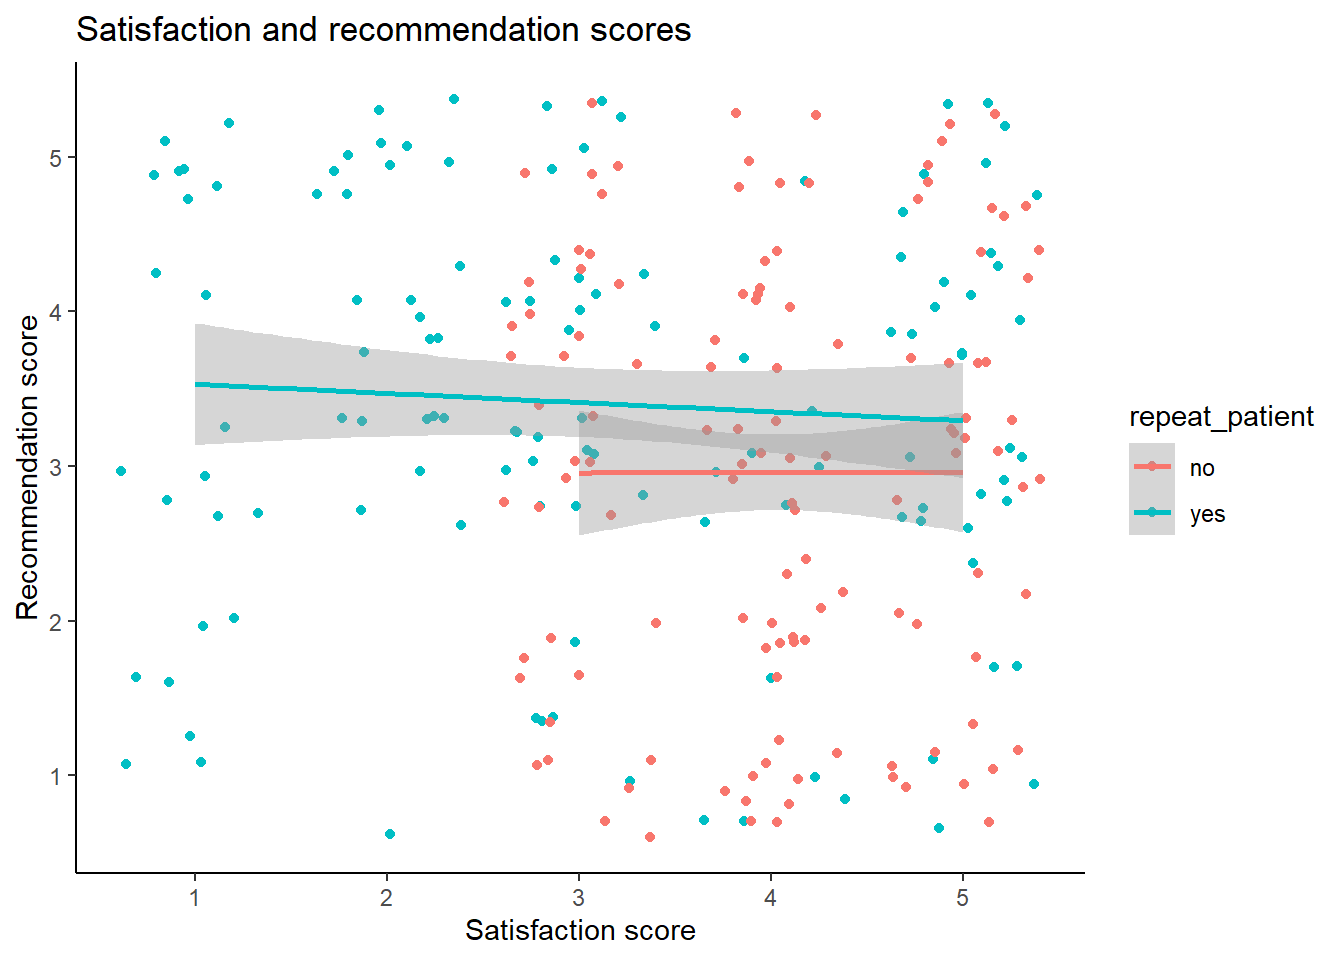 Satisfaction and recommendation scores
Recommendation score
5
4
3
2
1
1 2 3 4 5
Satisfaction score
repeat_patient
no
yes